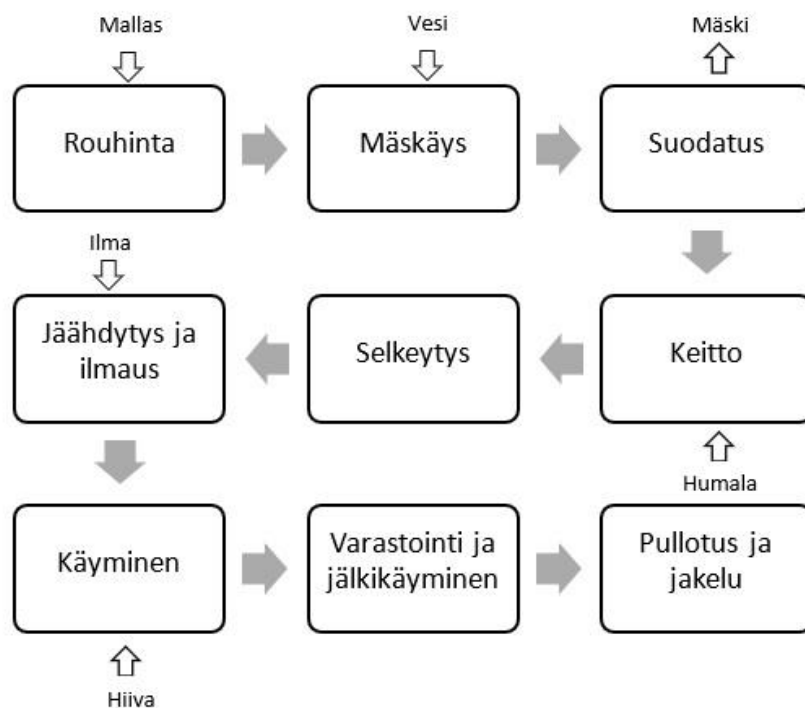 Mallas
Vesi
Mäski
Rouhinta
Mäskäys
Suodatus
Ilma
Jäähdytys ja
ilmaus
Selkeytys
Keitto
Humala
Käyminen
Varastointi ja
jälkikäyminen
Pullotus ja
jakelu
Hiiva